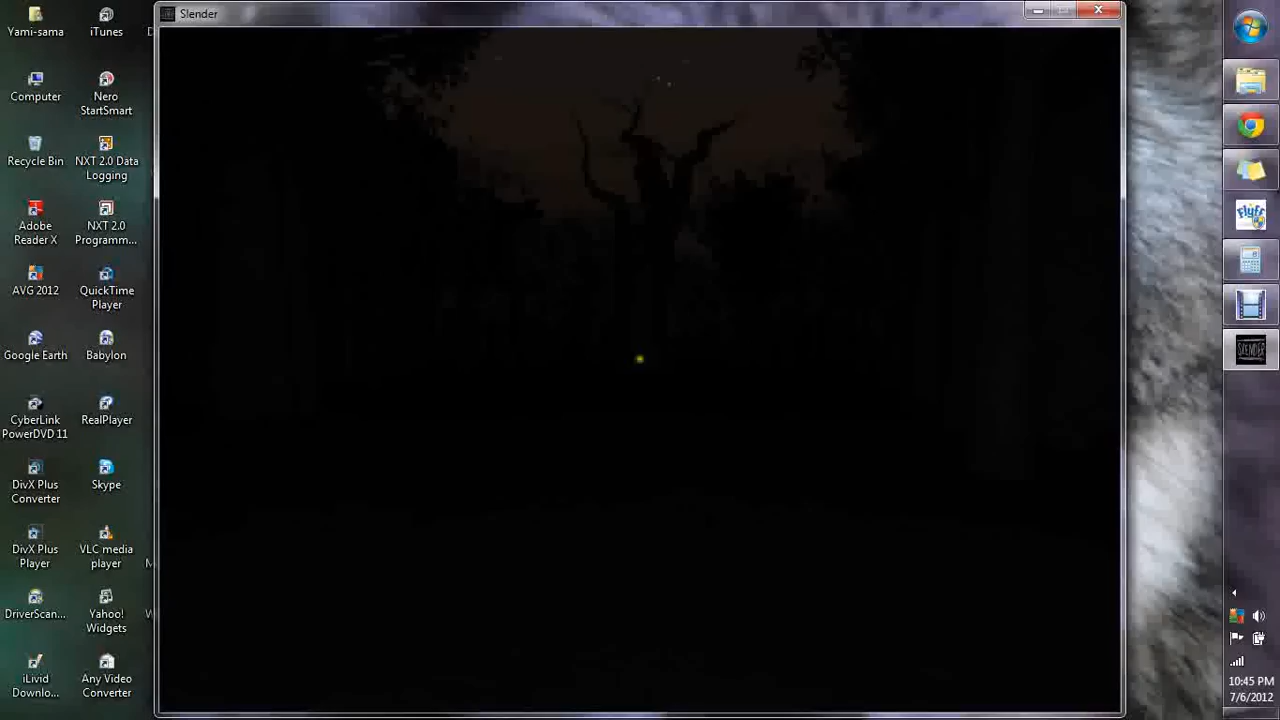 Slender
Yami-sama
iTunes
Computer
Nero
StartSmart
Recycle Bin
NXT 2.0 Data
Logging
Adobe
Reader X
NXT 2.0
Programm...
AVG 2012
QuickTime
Player
Google Earth
Babylon
CyberLink
PowerDVD 11
RealPlayer
DivX Plus
Converter
Skype
DivX Plus
Player
VLC media
player
DriverScan...
Yahoo!
Widgets
iLivid
Downlo...
Any Video
Converter
Flyff
SLENDER
10:45 PM
7/6/2012